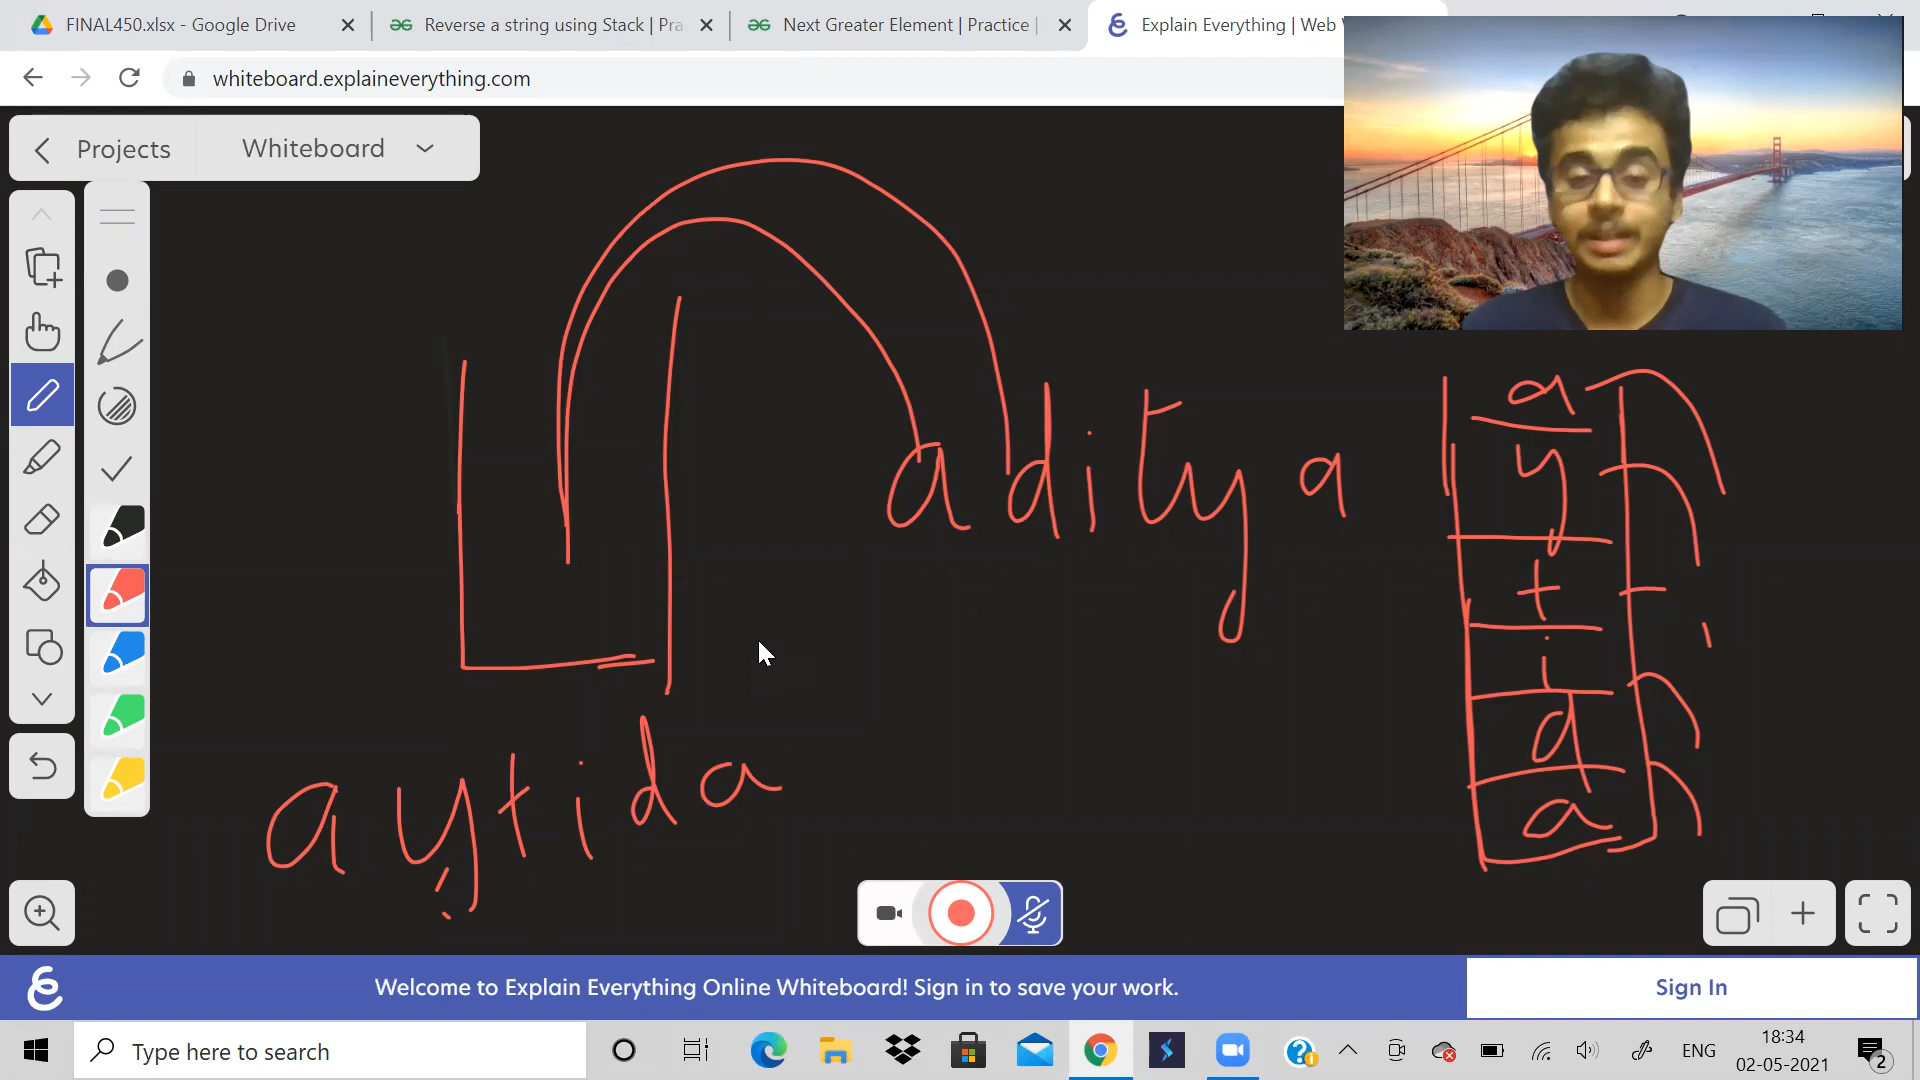 FINAL450.xlsx - Google Drive
Reverse a string using Stack | Pra
Next Greater Element | Practice |
Explain Everything | Web
whiteboard.explaineverything.com
Projects
Whiteboard
aditya
a
y
t
i
d
a
aytida
Welcome to Explain Everything Online Whiteboard! Sign in to save your work.
Sign In
Type here to search
ENG
18:34
02-05-2021
2